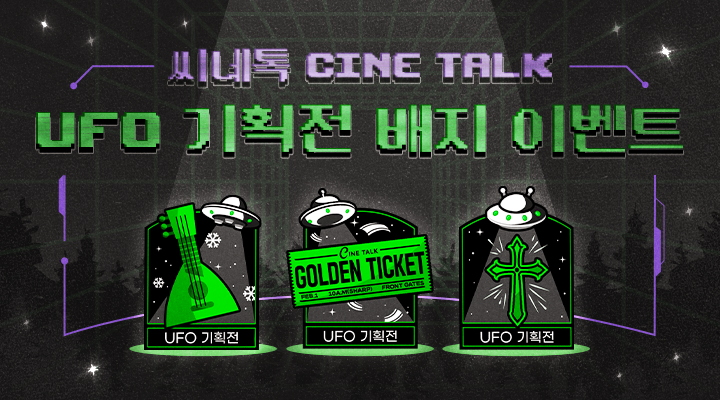 씨네톡 CINE TALK
UFO 기획전 배지 이벤트
CINE TALK
GOLDEN TICKET
FEB.1 10A.M(SHARP) FRONT GATES
UFO 기획전
UFO 기획전
UFO 기획전